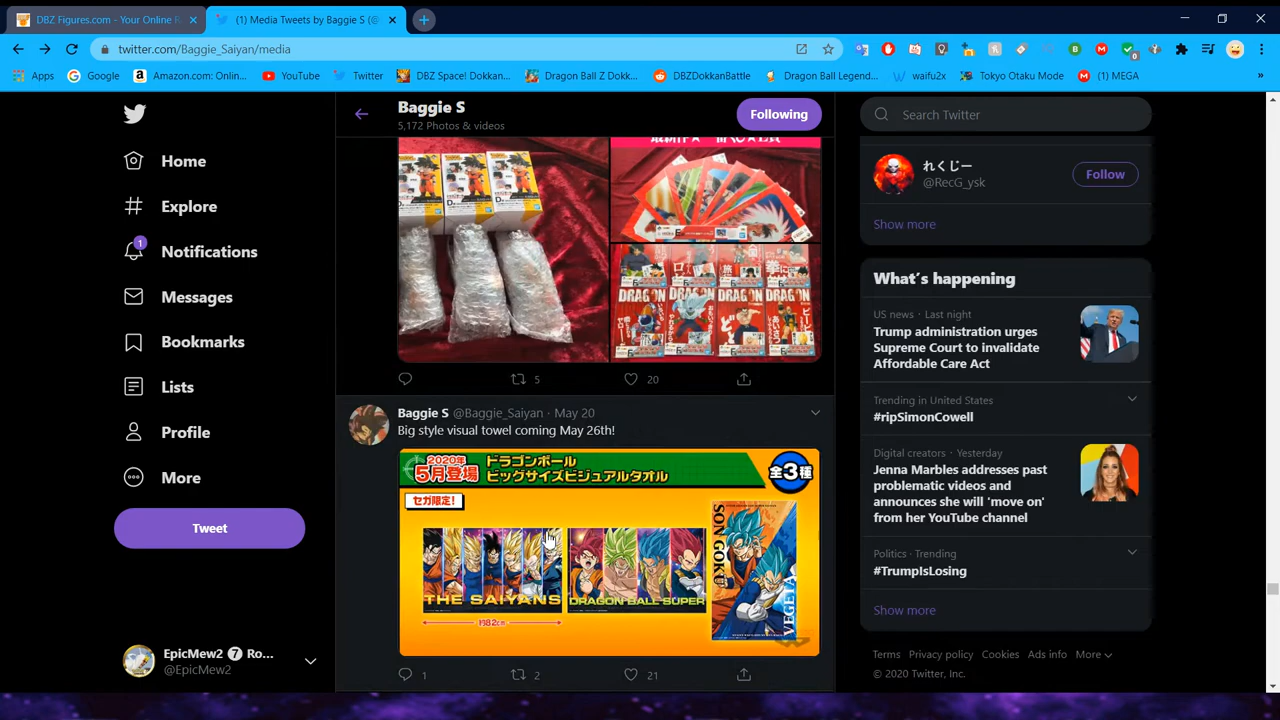 DBZ Figures.com - Your Online R
(1) Media Tweets by Baggie S (@
twitter.com/Baggie_Saiyan/media
Apps
Google
Amazon.com: Onlin...
YouTube
Twitter
DBZ Space! Dokkan...
Dragon Ball Z Dokk...
DBZDokkanBattle
Dragon Ball Legend...
waifu2x
Tokyo Otaku Mode
(1) MEGA
»
Home
Explore
1
Notifications
Messages
Bookmarks
Lists
Profile
More
Tweet
EpicMew2 7 Ro...
@EpicMew2
Baggie S
5,172 Photos & videos
Following
DRAGON
DRAGON
DRAGON
DRAGON
5
20
Baggie S @Baggie_Saiyan · May 20
Big style visual towel coming May 26th!
2020年
5月登場
ドラゴンボール
ビッグサイズビジュアルタオル
全3種
セガ限定!
THE SAIYANS
DRAGON BALL SUPER
SON GOKU
VEGETA
1982cm
1
2
21
Search Twitter
れくじー
@RecG_ysk
Follow
Show more
What's happening
US news · Last night
Trump administration urges
Supreme Court to invalidate
Affordable Care Act
Trending in United States
#ripSimonCowell
Digital creators · Yesterday
Jenna Marbles addresses past
problematic videos and
announces she will 'move on'
from her YouTube channel
Politics · Trending
#TrumpIsLosing
Show more
Terms Privacy policy Cookies Ads info More
© 2020 Twitter, Inc.